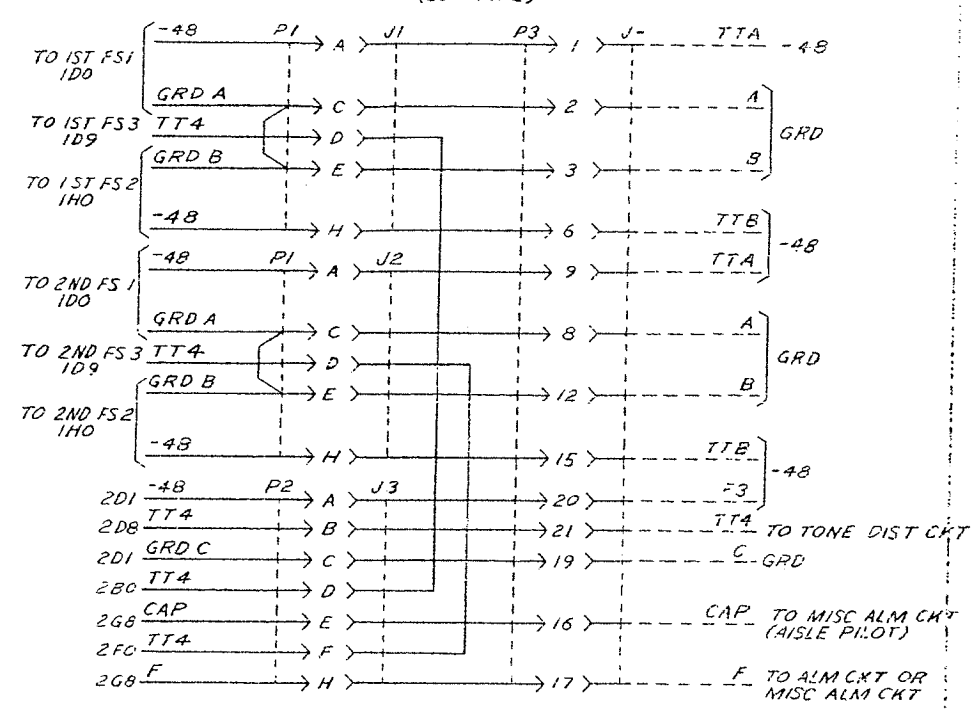 -48 P1 A J1 P3 1 J- TTA -48
TO 1ST FS1
1D0
GRD A C 2 A
GRD
TO 1ST FS3 TT4 D
1D9
GRD B E 3 B
TO 1ST FS2
1H0
-48 H 6 TTB
-48
-48 P1 A J2 9 TTA
TO 2ND FS1
1D0
GRD A C 8 A
TO 2ND FS3 TT4 D GRD
1D9
GRD B E 12 B
TO 2ND FS2
1H0
-48 H 15 TTB
-48
2D1 -48 P2 A J3 20 F3
2D8 TT4 B 21 TT4 TO TONE DIST CKT
2D1 GRD C C 19 C GRD
2B0 TT4 D
2G8 CAP E 16 CAP TO MISC ALM CKT
(AISLE PILOT)
2F0 TT4 F
2G8 F H 17 F TO ALM CKT OR
MISC ALM CKT